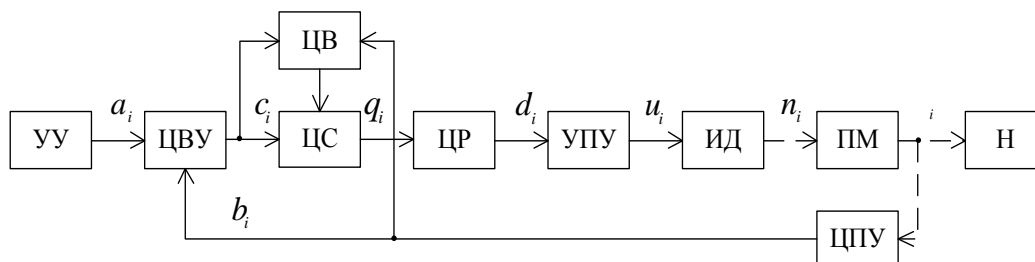 ЦВ
a_i c_i q_i d_i u_i n_i i
УУ ЦВУ ЦС ЦР УПУ ИД ПМ Н
b_i ЦПУ